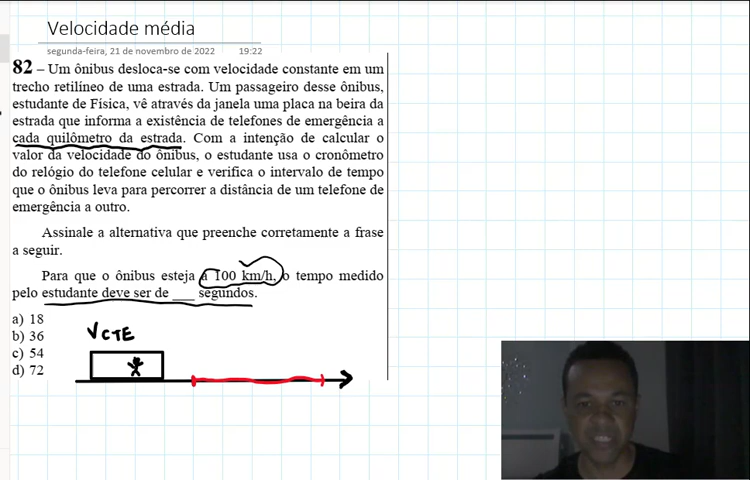 Velocidade média
segunda-feira, 21 de novembro de 2022 19:22
82 – Um ônibus desloca-se com velocidade constante em um
trecho retilíneo de uma estrada. Um passageiro desse ônibus,
estudante de Física, vê através da janela uma placa na beira da
estrada que informa a existência de telefones de emergência a
cada quilômetro da estrada. Com a intenção de calcular o
valor da velocidade do ônibus, o estudante usa o cronômetro
do relógio do telefone celular e verifica o intervalo de tempo
que o ônibus leva para percorrer a distância de um telefone de
emergência a outro.
Assinale a alternativa que preenche corretamente a frase
a seguir.
Para que o ônibus esteja a 100 km/h, o tempo medido
pelo estudante deve ser de ___ segundos.
a) 18
b) 36
c) 54
d) 72
VCTE